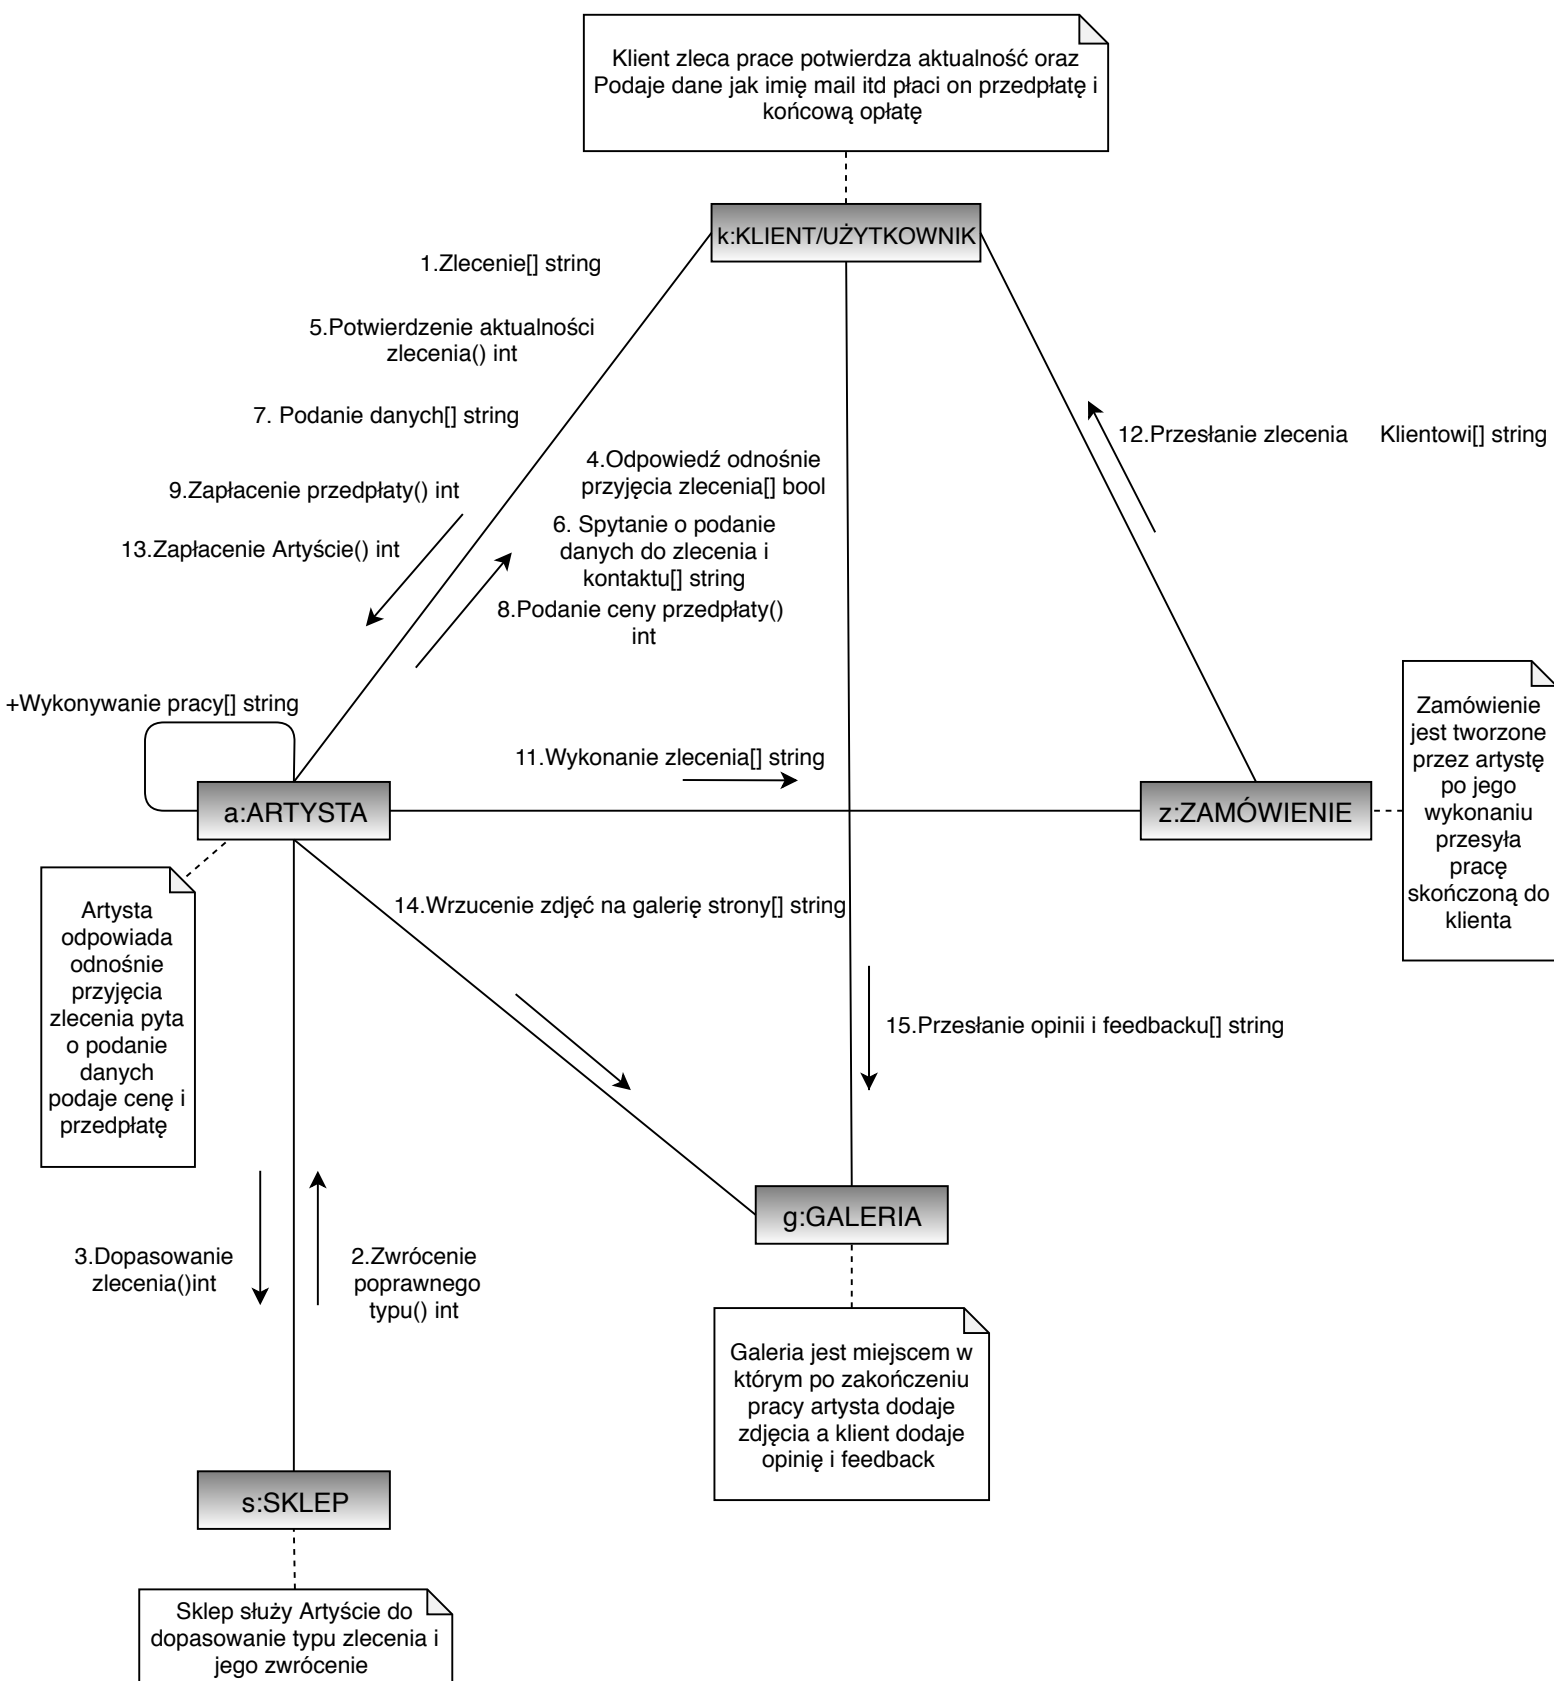 Klient zleca prace potwierdza aktualność oraz
Podaje dane jak imię mail itd płaci on przedpłatę i
końcową opłatę
k:KLIENT/UŻYTKOWNIK
1.Zlecenie[] string
5.Potwierdzenie aktualności
zlecenia() int
7. Podanie danych[] string
9.Zapłacenie przedpłaty() int
13.Zapłacenie Artyście() int
4.Odpowiedź odnośnie
przyjęcia zlecenia[] bool
6. Spytanie o podanie
danych do zlecenia i
kontaktu[] string
8.Podanie ceny przedpłaty()
int
12.Przesłanie zlecenia Klientowi[] string
+Wykonywanie pracy[] string
11.Wykonanie zlecenia[] string
a:ARTYSTA
z:ZAMÓWIENIE
Zamówienie
jest tworzone
przez artystę
po jego
wykonaniu
przesyła
pracę
skończoną do
klienta
Artysta
odpowiada
odnośnie
przyjęcia
zlecenia pyta
o podanie
danych
podaje cenę i
przedpłatę
14.Wrzucenie zdjęć na galerię strony[] string
15.Przesłanie opinii i feedbacku[] string
g:GALERIA
3.Dopasowanie
zlecenia()int
2.Zwrócenie
poprawnego
typu() int
Galeria jest miejscem w
którym po zakończeniu
pracy artysta dodaje
zdjęcia a klient dodaje
opinię i feedback
s:SKLEP
Sklep służy Artyście do
dopasowanie typu zlecenia i
jego zwrócenie